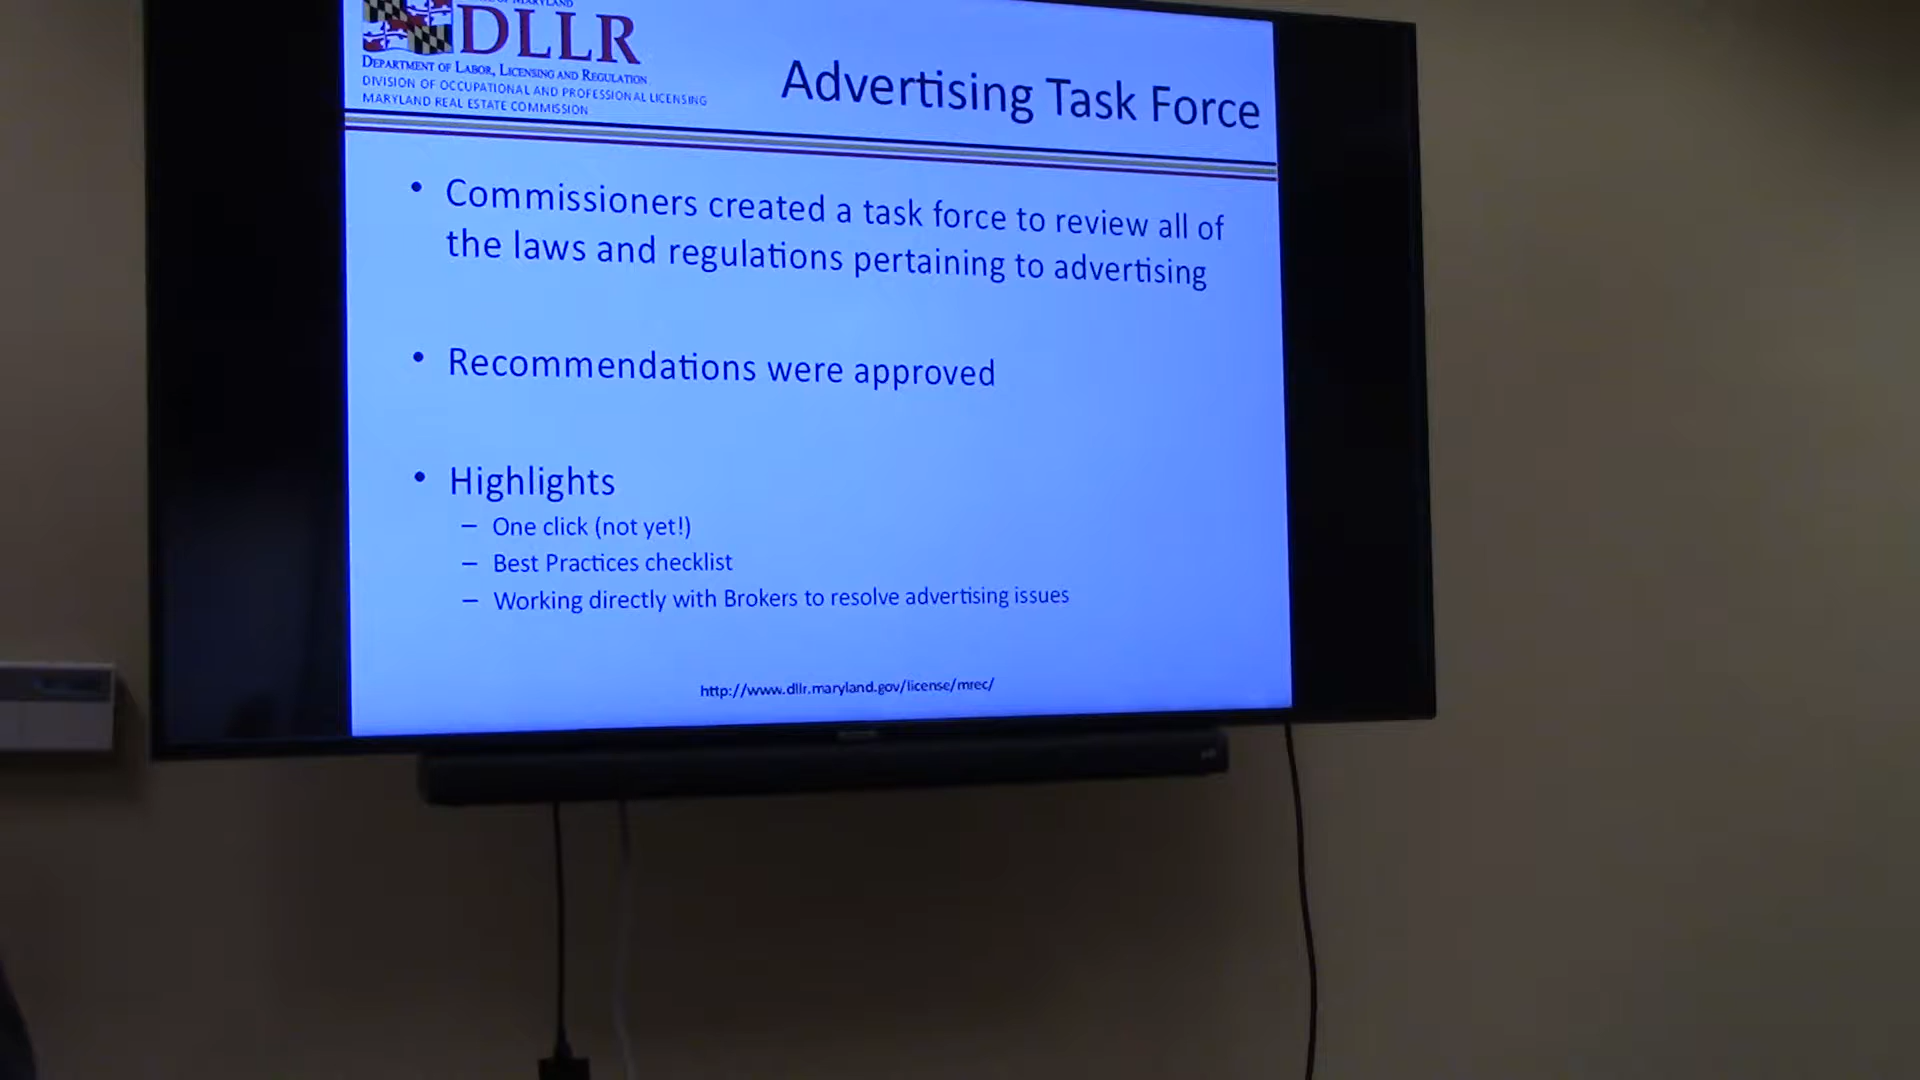 DLLR
Advertising Task Force
DEPARTMENT OF LABOR, LICENSING AND REGULATION
DIVISION OF OCCUPATIONAL AND PROFESSIONAL LICENSING
MARYLAND REAL ESTATE COMMISSION
• Commissioners created a task force to review all of
the laws and regulations pertaining to advertising
• Recommendations were approved
• Highlights
– One click (not yet!)
– Best Practices checklist
– Working directly with Brokers to resolve advertising issues
http://www.dllr.maryland.gov/license/mrec/